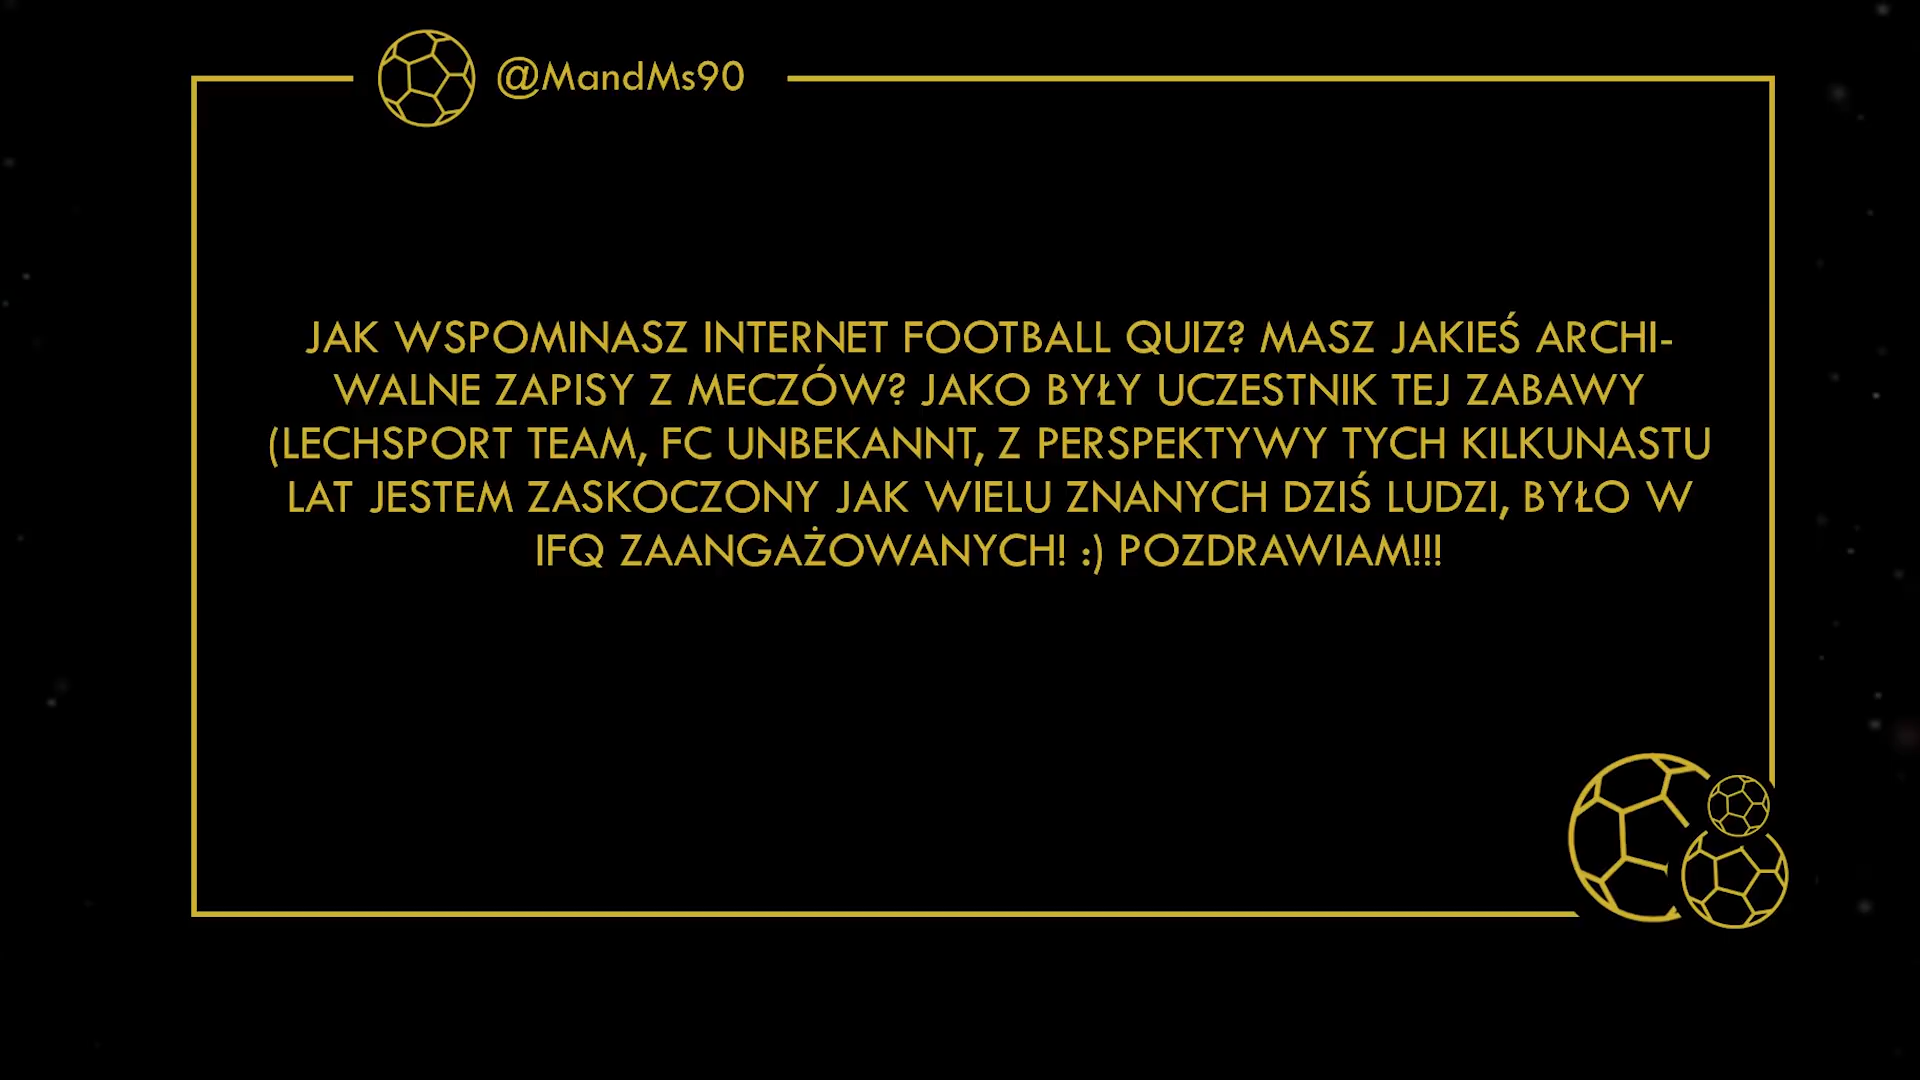 @MandMs90
JAK WSPOMINASZ INTERNET FOOTBALL QUIZ? MASZ JAKIEŚ ARCHI-
WALNE ZAPISY Z MECZÓW? JAKO BYŁY UCZESTNIK TEJ ZABAWY
(LECHSPORT TEAM, FC UNBEKANNT, Z PERSPEKTYWY TYCH KILKUNASTU
LAT JESTEM ZASKOCZONY JAK WIELU ZNANYCH DZIŚ LUDZI, BYŁO W
IFQ ZAANGAŻOWANYCH! :) POZDRAWIAM!!!